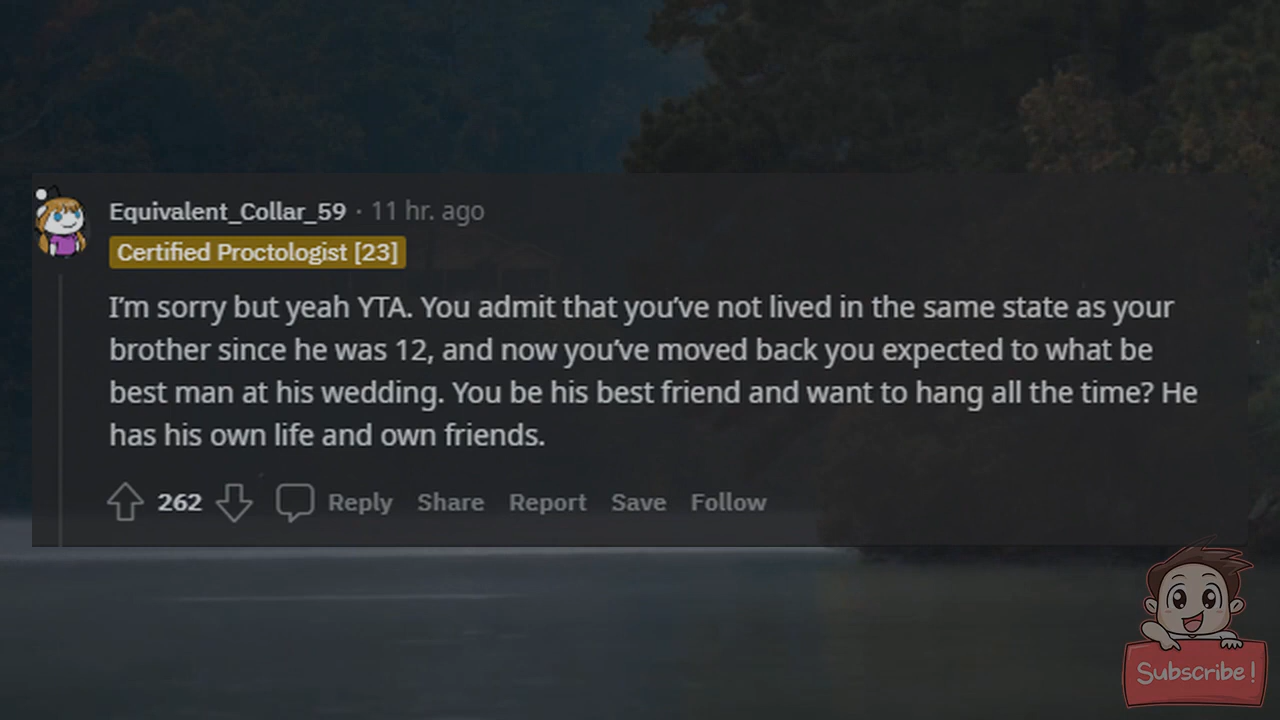 Equivalent_Collar_59 · 11 hr. ago
Certified Proctologist [23]
I’m sorry but yeah YTA. You admit that you’ve not lived in the same state as your
brother since he was 12, and now you’ve moved back you expected to what be
best man at his wedding. You be his best friend and want to hang all the time? He
has his own life and own friends.
262 Reply Share Report Save Follow
Subscribe!